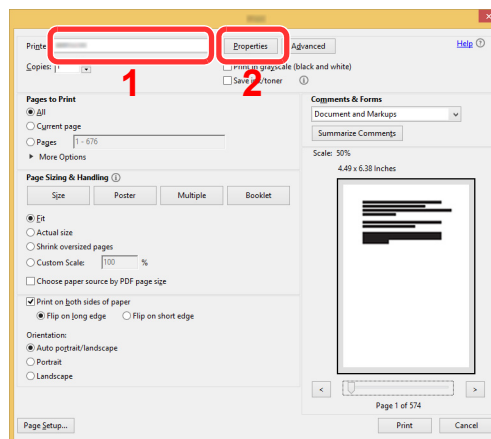 Printe
Properties
Advanced
Help
Copies: 1
Print in grayscale (black and white)
Save ink/toner
1
2
Pages to Print
All
Current page
Pages 1 - 676
More Options
Page Sizing & Handling
Size Poster Multiple Booklet
Fit
Actual size
Shrink oversized pages
Custom Scale: 100 %
Choose paper source by PDF page size
Print on both sides of paper
Flip on long edge Flip on short edge
Orientation:
Auto portrait/landscape
Portrait
Landscape
Comments & Forms
Document and Markups
Summarize Comments
Scale: 50%
4.49 x 6.38 Inches
< >
Page 1 of 574
Page Setup...
Print Cancel